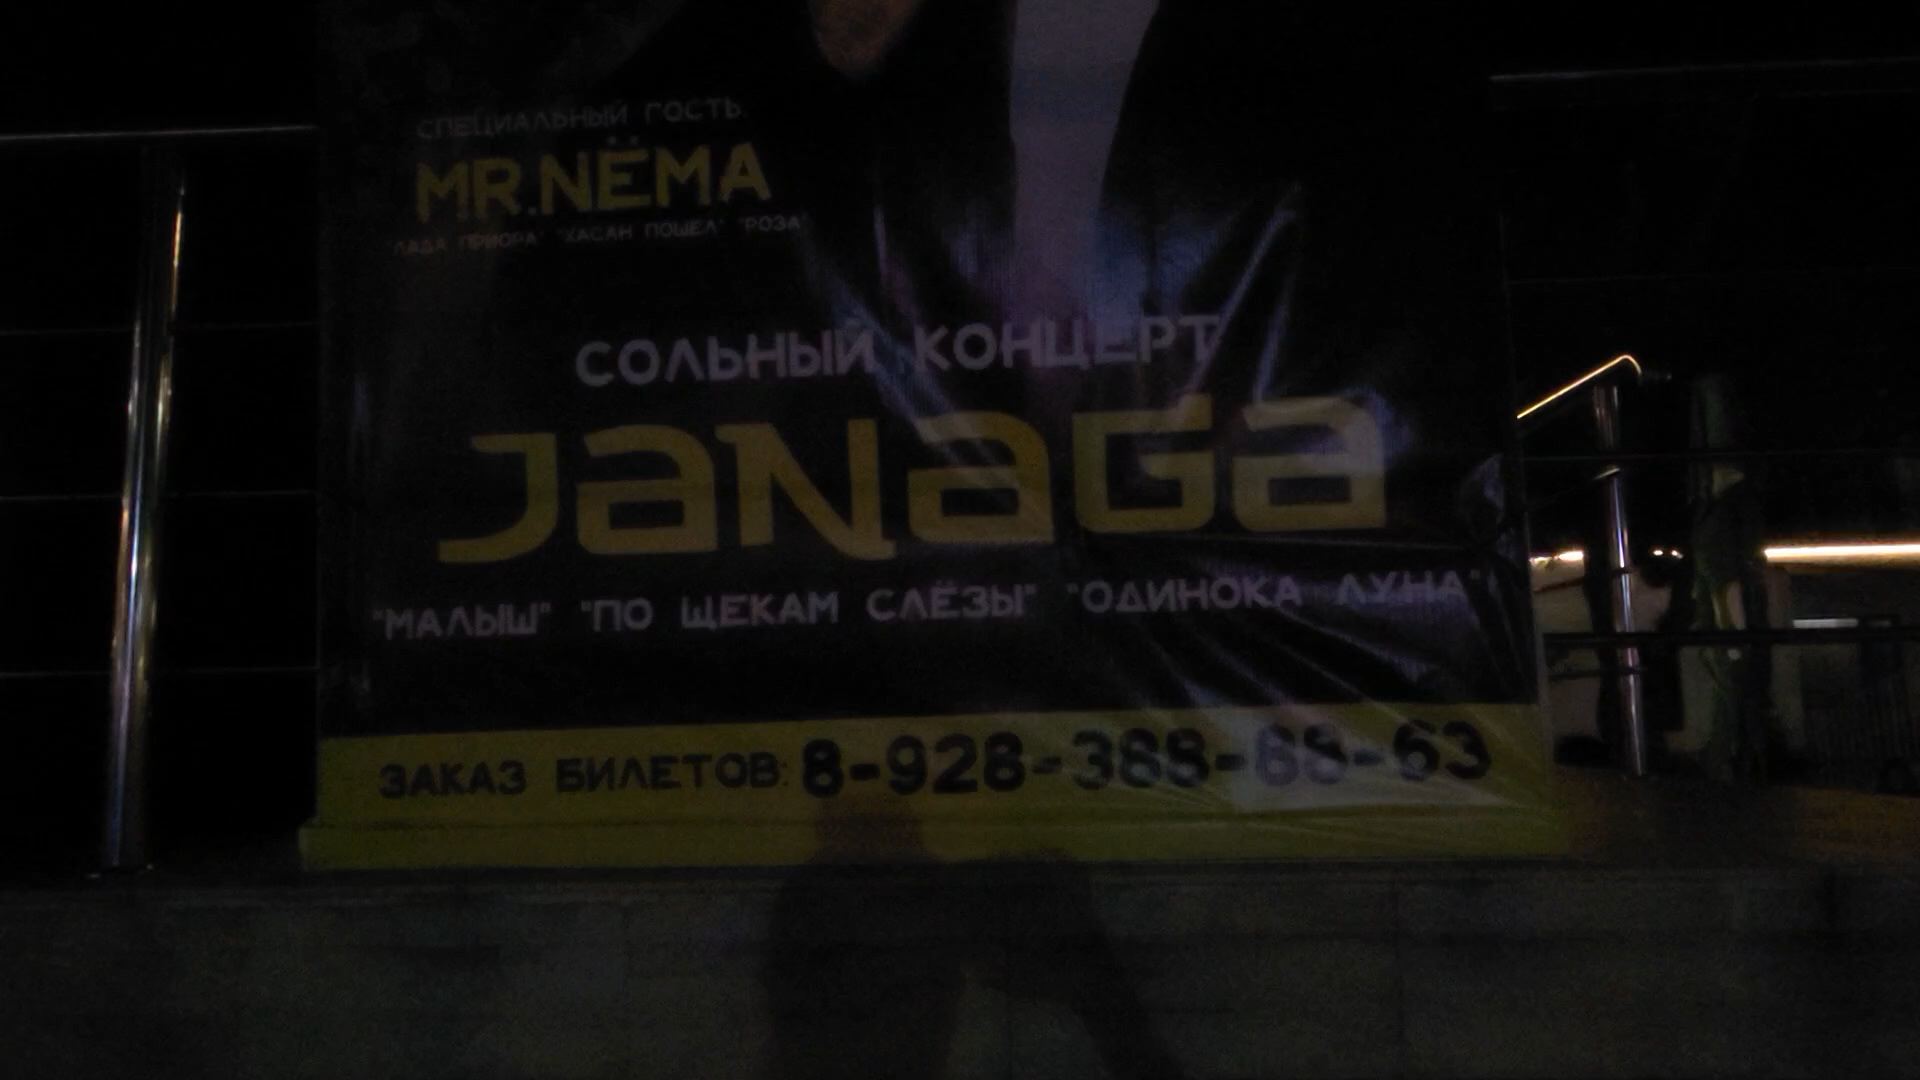 СПЕЦИАЛЬНЫЙ ГОСТЬ:
MR.NЁMA
"ЛАДА ПРИОРА" "ХАСАН ПОШЕЛ" "РОЗА"
СОЛЬНЫЙ КОНЦЕРТ
JANAGA
"МАЛЫШ" "ПО ЩЕКАМ СЛЁЗЫ" "ОДИНОКА ЛУНА"
ЗАКАЗ БИЛЕТОВ: 8-928-388-88-63